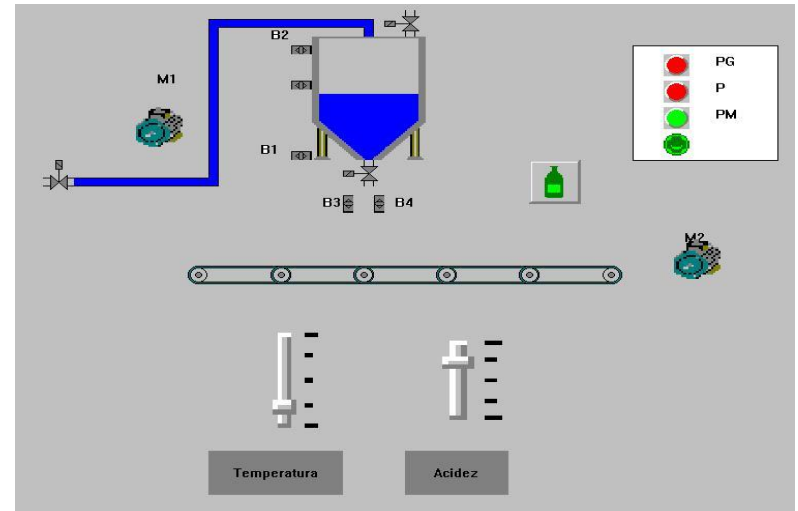 B2
PG
M1
P
PM
B1
B3
B4
M2
Temperatura
Acidez